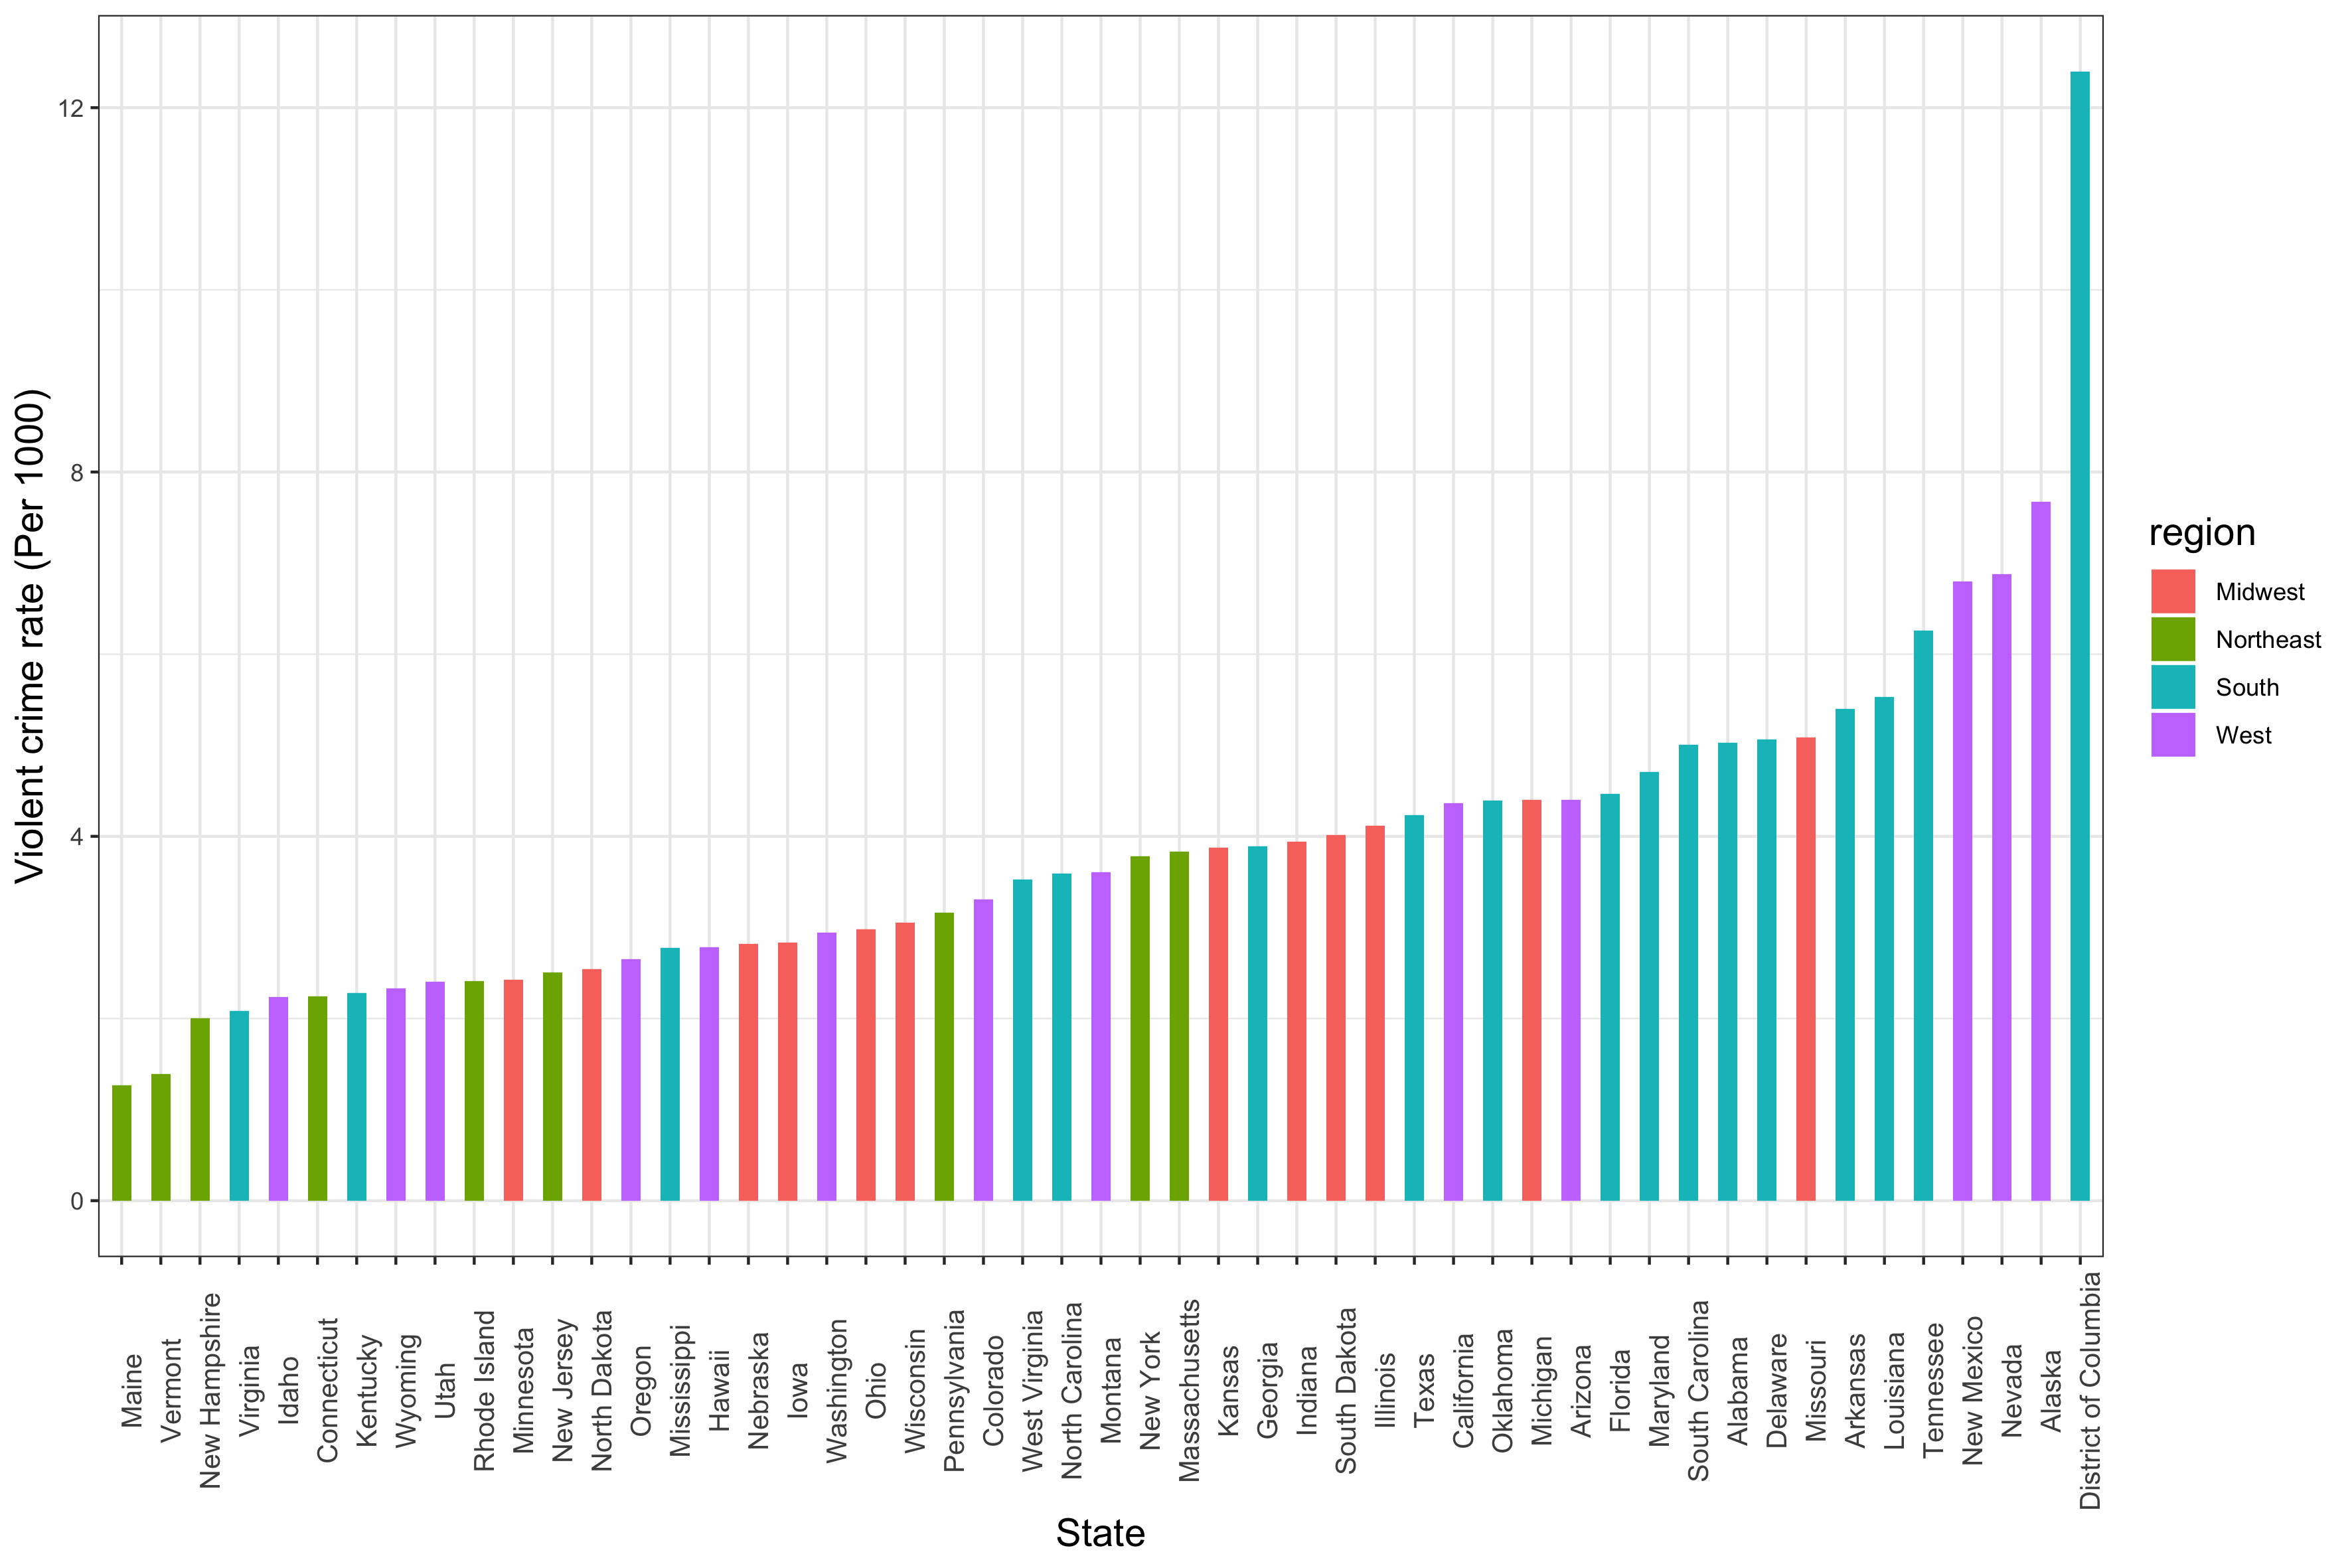 Violent crime rate (Per 1000)
12
8
4
0
Maine
Vermont
New Hampshire
Virginia
Idaho
Connecticut
Kentucky
Wyoming
Utah
Rhode Island
Minnesota
New Jersey
North Dakota
Oregon
Mississippi
Hawaii
Nebraska
Iowa
Washington
Ohio
Wisconsin
Pennsylvania
Colorado
West Virginia
North Carolina
Montana
New York
Massachusetts
Kansas
Georgia
Indiana
South Dakota
Illinois
Texas
California
Oklahoma
Michigan
Arizona
Florida
Maryland
South Carolina
Alabama
Delaware
Missouri
Arkansas
Louisiana
Tennessee
New Mexico
Nevada
Alaska
District of Columbia
State
region
Midwest
Northeast
South
West